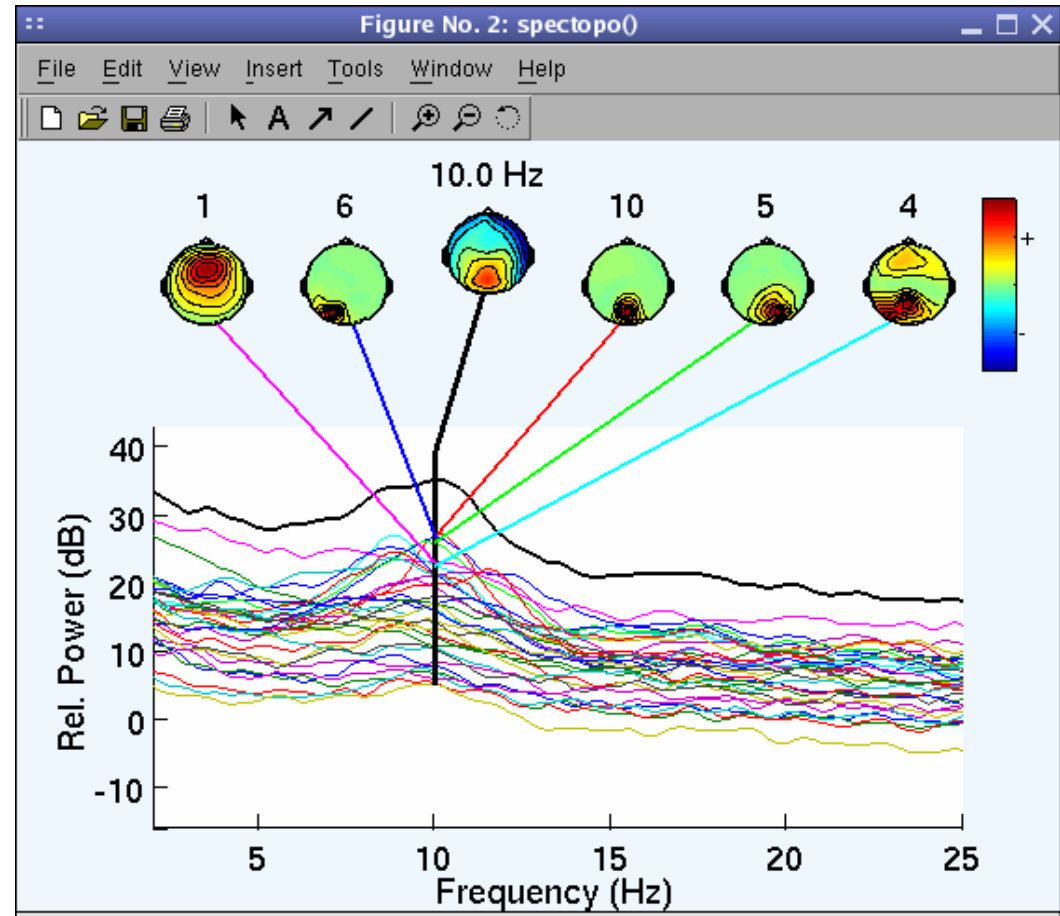 Figure No. 2: spectopo()
File Edit View Insert Tools Window Help
A
10.0 Hz
1 6 10 5 4
+
-
40
30
20
10
0
-10
Rel. Power (dB)
5 10 15 20 25
Frequency (Hz)